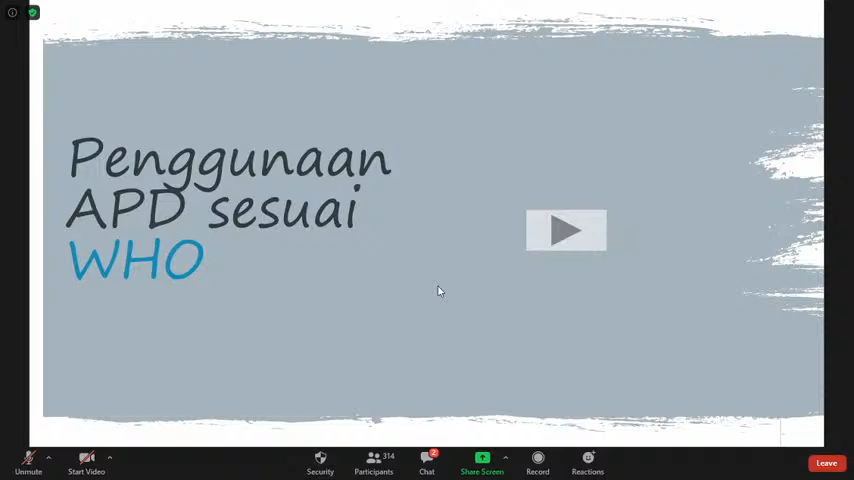 Penggunaan
APD sesuai
WHO
Unmute
Start Video
Security
314
Participants
2
Chat
Share Screen
Record
Reactions
Leave